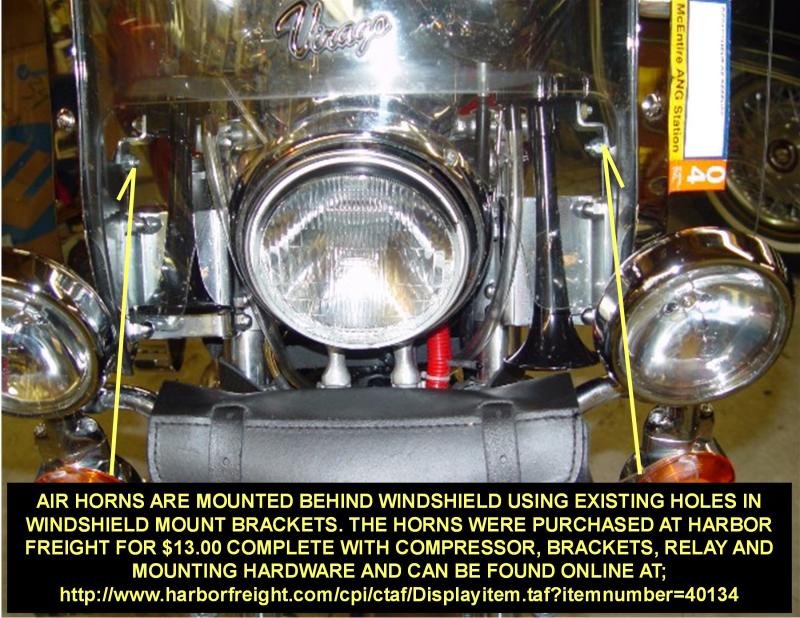 Virago
McEntire ANG Station
04
AIR HORNS ARE MOUNTED BEHIND WINDSHIELD USING EXISTING HOLES IN
WINDSHIELD MOUNT BRACKETS. THE HORNS WERE PURCHASED AT HARBOR
FREIGHT FOR $13.00 COMPLETE WITH COMPRESSOR, BRACKETS, RELAY AND
MOUNTING HARDWARE AND CAN BE FOUND ONLINE AT;
http://www.harborfreight.com/cpi/ctaf/Displayitem.taf?itemnumber=40134